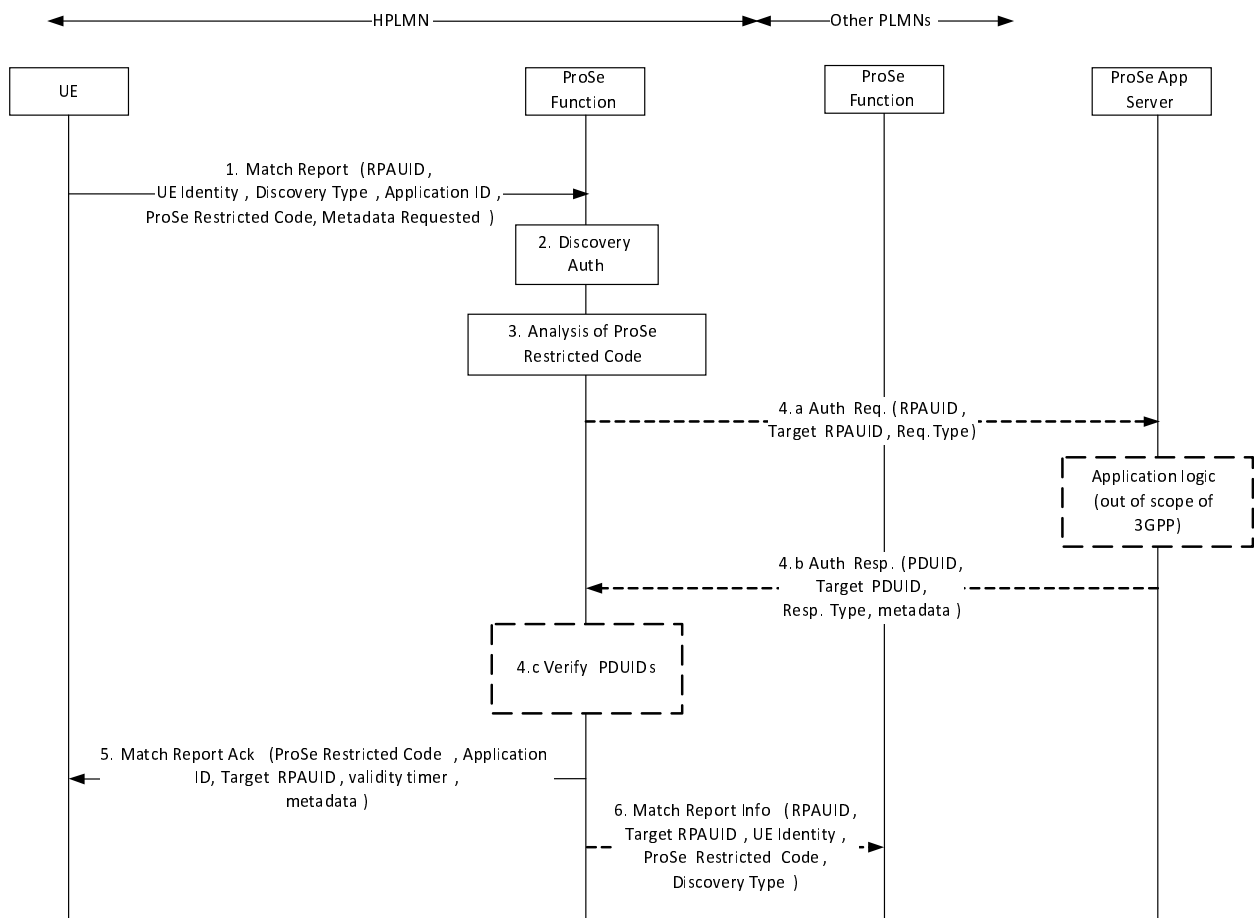 HPLMN
Other PLMNs
UE
ProSe
Function
ProSe
Function
ProSe App
Server
1. Match Report (RPAUID,
UE Identity, Discovery Type, Application ID,
ProSe Restricted Code, Metadata Requested)
2. Discovery
Auth
3. Analysis of ProSe
Restricted Code
4.a Auth Req. (RPAUID,
Target RPAUID, Req.Type)
Application logic
(out of scope of
3GPP)
4.b Auth Resp. (PDUID,
Target PDUID,
Resp. Type, metadata)
4.c Verify PDUIDs
5. Match Report Ack (ProSe Restricted Code, Application
ID, Target RPAUID, validity timer,
metadata)
6. Match Report Info (RPAUID,
Target RPAUID, UE Identity,
ProSe Restricted Code,
Discovery Type)